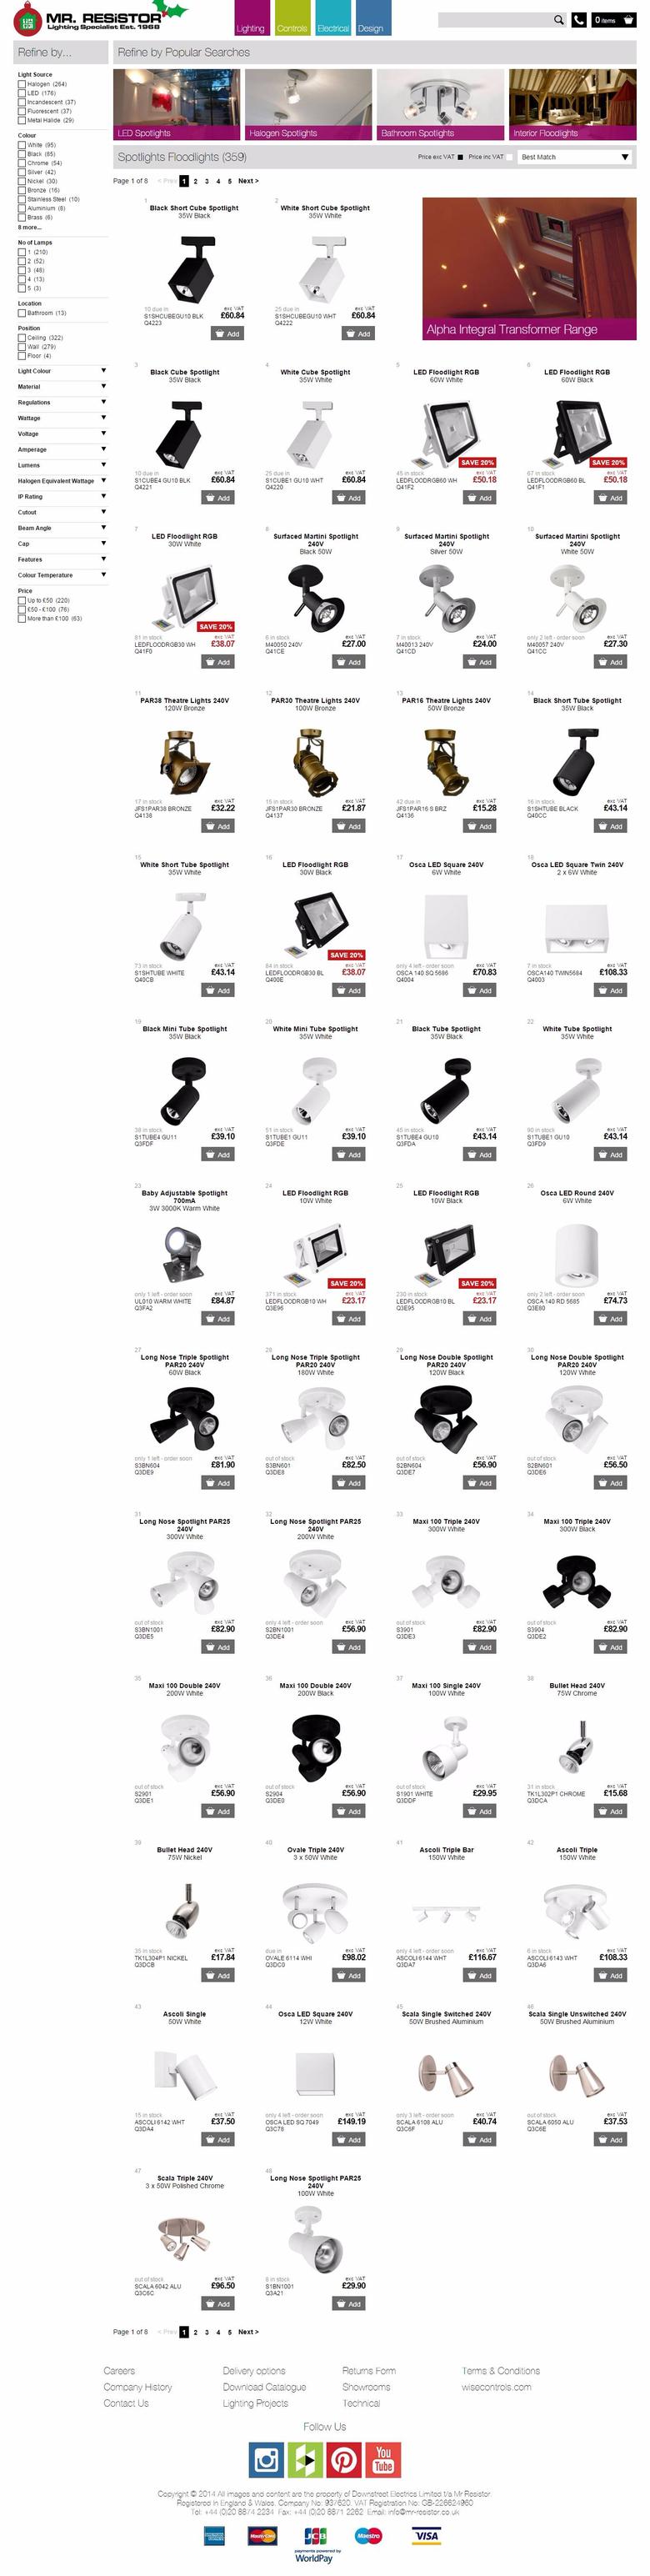 MR. RESISTOR
Lighting Specialist Est. 1968
Lighting
Controls
Electrical
Design
0 items
Refine by...
Refine by Popular Searches
Light Source
Halogen (264)
LED (176)
Incandescent (37)
Fluorescent (37)
Metal Halide (29)
Colour
White (95)
Black (85)
Chrome (54)
Silver (42)
Nickel (30)
Bronze (16)
Stainless Steel (10)
Aluminium (8)
Brass (6)
8 more...
No of Lamps
1 (210)
2 (52)
3 (48)
4 (13)
5 (3)
Location
Bathroom (13)
Position
Ceiling (322)
Wall (279)
Floor (4)
Light Colour
Material
Regulations
Wattage
Voltage
Amperage
Lumens
Halogen Equivalent Wattage
IP Rating
Cutout
Beam Angle
Cap
Features
Colour Temperature
Price
Up to £50 (220)
£50 - £100 (76)
More than £100 (63)
LED Spotlights
Halogen Spotlights
Bathroom Spotlights
Interior Floodlights
Spotlights Floodlights (359)
Price exc VAT
Price inc VAT
Best Match
Page 1 of 8 < Prev 1 2 3 4 5 Next >
Black Short Cube Spotlight
35W Black
10 due in exc VAT
S1SHCUBEGU10 BLK £60.84
Q4223
Add
White Short Cube Spotlight
35W White
25 due in exc VAT
S1SHCUBEGU10 WHT £60.84
Q4222
Add
Alpha Integral Transformer Range
3
Black Cube Spotlight
35W Black
10 due in exc VAT
S1CUBE4 GU10 BLK £60.84
Q4221
Add
4
White Cube Spotlight
35W White
25 due in exc VAT
S1CUBE1 GU10 WHT £60.84
Q4220
Add
5
LED Floodlight RGB
60W White
SAVE 20%
45 in stock exc VAT
LEDFLOODRGB60 WH £50.18
Q41F2
Add
6
LED Floodlight RGB
60W Black
SAVE 20%
67 in stock exc VAT
LEDFLOODRGB60 BL £50.18
Q41F1
Add
7
LED Floodlight RGB
30W White
SAVE 20%
81 in stock exc VAT
LEDFLOODRGB30 WH £38.07
Q41F0
Add
8
Surfaced Martini Spotlight
240V
Black 50W
8 in stock exc VAT
M40050 240V £27.00
Q41CE
Add
9
Surfaced Martini Spotlight
240V
Silver 50W
7 in stock exc VAT
M40013 240V £24.00
Q41CD
Add
10
Surfaced Martini Spotlight
240V
White 50W
only 2 left - order soon exc VAT
M40057 240V £27.30
Q41CC
Add
11
PAR38 Theatre Lights 240V
120W Bronze
17 in stock exc VAT
JFS1PAR38 BRONZE £32.22
Q4138
Add
12
PAR30 Theatre Lights 240V
100W Bronze
15 in stock exc VAT
JFS1PAR30 BRONZE £21.87
Q4137
Add
13
PAR16 Theatre Lights 240V
50W Bronze
42 due in exc VAT
JFS1PAR16 S BRZ £15.28
Q4136
Add
14
Black Short Tube Spotlight
35W Black
16 in stock exc VAT
S1SHTUBE BLACK £43.14
Q40CC
Add
15
White Short Tube Spotlight
35W White
73 in stock exc VAT
S1SHTUBE WHITE £43.14
Q40CB
Add
16
LED Floodlight RGB
30W Black
SAVE 20%
84 in stock exc VAT
LEDFLOODRGB30 BL £38.07
Q400E
Add
17
Osca LED Square 240V
6W White
only 4 left - order soon exc VAT
OSCA 140 SQ 5686 £70.83
Q4004
Add
18
Osca LED Square Twin 240V
2 x 6W White
7 in stock exc VAT
OSCA140 TWIN5684 £108.33
Q4003
Add
19
Black Mini Tube Spotlight
35W Black
38 in stock exc VAT
S1TUBE4 GU11 £39.10
Q3FDF
Add
20
White Mini Tube Spotlight
35W White
51 in stock exc VAT
S1TUBE1 GU11 £39.10
Q3FDE
Add
21
Black Tube Spotlight
35W Black
45 in stock exc VAT
S1TUBE4 GU10 £43.14
Q3FDA
Add
22
White Tube Spotlight
35W White
90 in stock exc VAT
S1TUBE1 GU10 £43.14
Q3FD9
Add
23
Baby Adjustable Spotlight
700mA
3W 3000K Warm White
only 1 left - order soon exc VAT
UL010 WARM WHITE £84.87
Q3FA2
Add
24
LED Floodlight RGB
10W White
SAVE 20%
371 in stock exc VAT
LEDFLOODRGB10 WH £23.17
Q3E96
Add
25
LED Floodlight RGB
10W Black
SAVE 20%
230 in stock exc VAT
LEDFLOODRGB10 BL £23.17
Q3E95
Add
26
Osca LED Round 240V
6W White
only 2 left - order soon exc VAT
OSCA 140 RD 5685 £74.73
Q3E80
Add
27
Long Nose Triple Spotlight
PAR20 240V
60W Black
only 1 left - order soon exc VAT
S3BN604 £81.90
Q3DE9
Add
28
Long Nose Triple Spotlight
PAR20 240V
180W White
out of stock exc VAT
S3BN601 £82.50
Q3DE8
Add
29
Long Nose Double Spotlight
PAR20 240V
120W Black
out of stock exc VAT
S2BN604 £56.90
Q3DE7
Add
30
Long Nose Double Spotlight
PAR20 240V
120W White
out of stock exc VAT
S2BN601 £56.50
Q3DE6
Add
31
Long Nose Spotlight PAR25
240V
300W White
out of stock exc VAT
S3BN1001 £82.90
Q3DE5
Add
32
Long Nose Spotlight PAR25
240V
200W White
only 4 left - order soon exc VAT
S2BN1001 £56.90
Q3DE4
Add
33
Maxi 100 Triple 240V
300W White
out of stock exc VAT
S3901 £82.90
Q3DE3
Add
34
Maxi 100 Triple 240V
300W Black
out of stock exc VAT
S3904 £82.90
Q3DE2
Add
35
Maxi 100 Double 240V
200W White
out of stock exc VAT
S2901 £56.90
Q3DE1
Add
36
Maxi 100 Double 240V
200W Black
out of stock exc VAT
S2904 £56.90
Q3DE0
Add
37
Maxi 100 Single 240V
100W White
out of stock exc VAT
S1901 WHITE £29.95
Q3DDF
Add
38
Bullet Head 240V
75W Chrome
31 in stock exc VAT
TK1L302P1 CHROME £15.68
Q3DCA
Add
39
Bullet Head 240V
75W Nickel
35 in stock exc VAT
TK1L304P1 NICKEL £17.84
Q3DCB
Add
40
Ovale Triple 240V
3 x 50W White
due in exc VAT
OVALE 6114 WHI £98.02
Q3DC0
Add
41
Ascoli Triple Bar
150W White
only 4 left - order soon exc VAT
ASCOLI 6144 WHT £116.67
Q3DA7
Add
42
Ascoli Triple
150W White
6 in stock exc VAT
ASCOLI 6143 WHT £108.33
Q3DA6
Add
43
Ascoli Single
50W White
15 in stock exc VAT
ASCOLI 6142 WHT £37.50
Q3DA4
Add
44
Osca LED Square 240V
12W White
only 4 left - order soon exc VAT
OSCA LED SQ 7049 £149.19
Q3C78
Add
45
Scala Single Switched 240V
50W Brushed Aluminium
only 3 left - order soon exc VAT
SCALA 6108 ALU £40.74
Q3C6F
Add
46
Scala Single Unswitched 240V
50W Brushed Aluminium
out of stock exc VAT
SCALA 6050 ALU £37.53
Q3C6E
Add
47
Scala Triple 240V
3 x 50W Polished Chrome
out of stock exc VAT
SCALA 6042 ALU £96.50
Q3C6C
Add
48
Long Nose Spotlight PAR25
240V
100W White
8 in stock exc VAT
S1BN1001 £29.90
Q3A21
Add
Page 1 of 8 < Prev 1 2 3 4 5 Next >
Careers
Delivery options
Returns Form
Terms & Conditions
Company History
Download Catalogue
Showrooms
wisecontrols.com
Contact Us
Lighting Projects
Technical
Follow Us
You
Tube
Copyright © 2014 All images and content are the property of Downstreet Electrics Limited t/a Mr Resistor.
Registered in England & Wales. Company No: 937620. VAT Registration No: GB-226624960
Tel: +44 (0)20 8874 2234 Fax: +44 (0)20 8871 2262 Email: info@mr-resistor.co.uk
MasterCard
JCB
Maestro
VISA
payments powered by
WorldPay